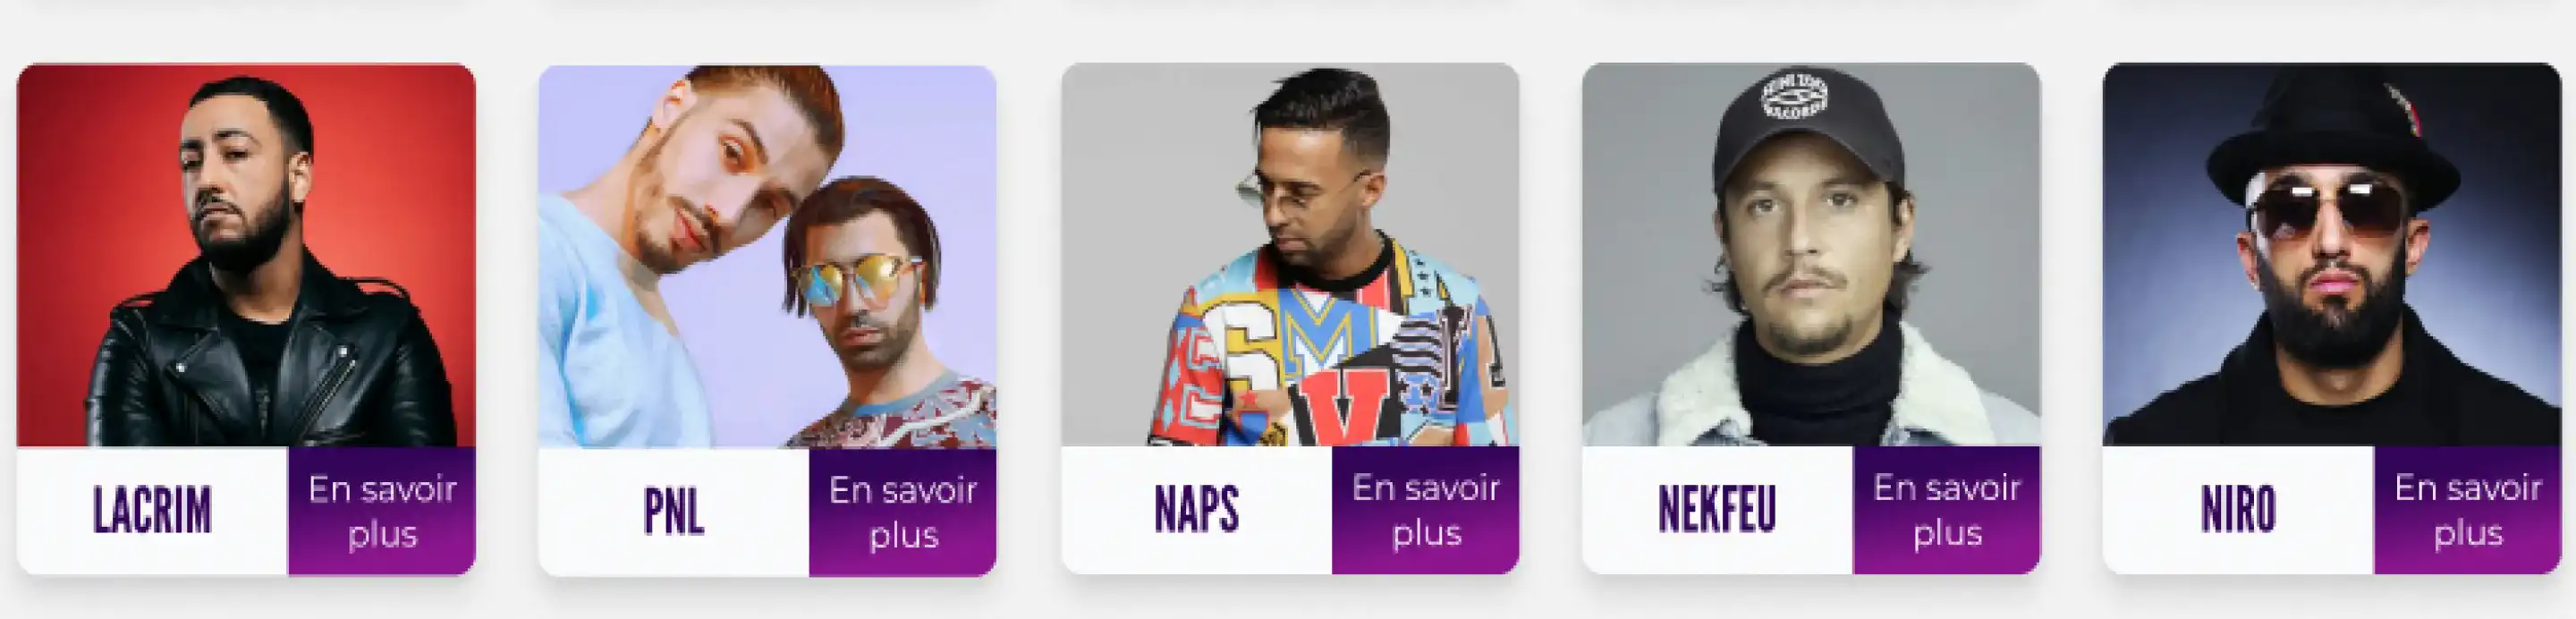 LACRIM
En savoir
plus
PNL
En savoir
plus
NAPS
En savoir
plus
NEKFEU
En savoir
plus
NIRO
En savoir
plus